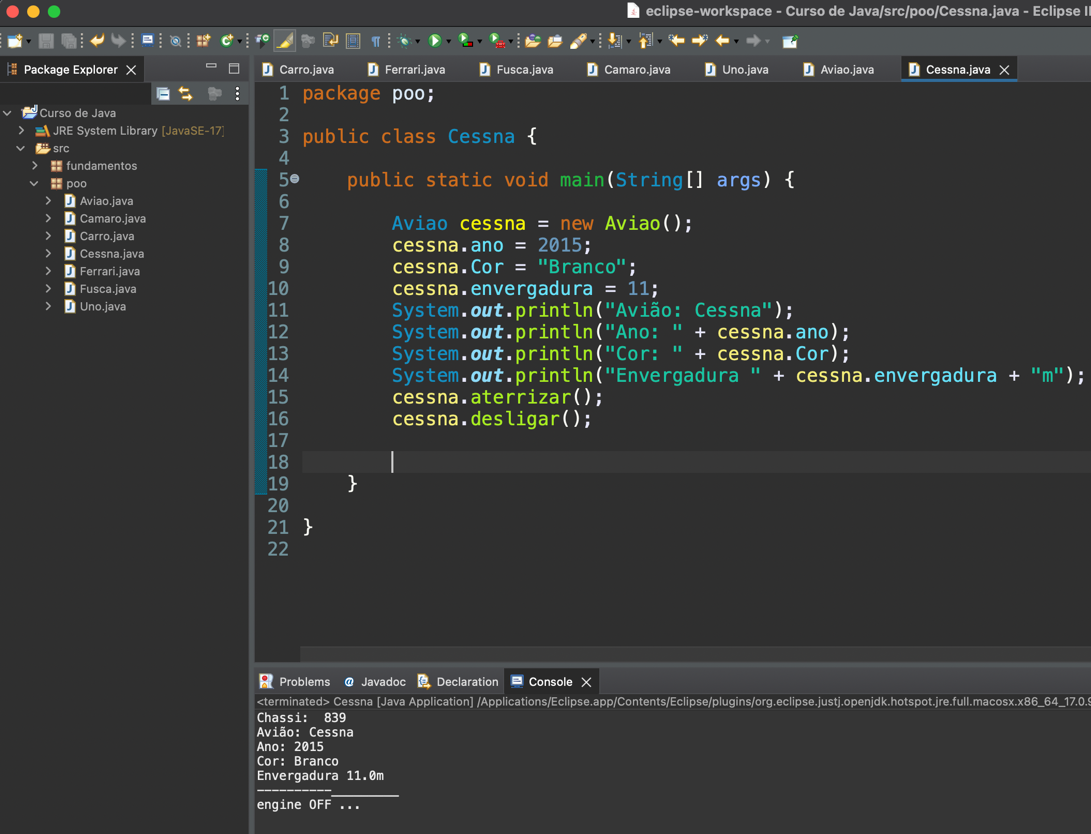 eclipse-workspace - Curso de Java/src/poo/Cessna.java - Eclipse I
Package Explorer
Curso de Java
JRE System Library [JavaSE-17]
src
fundamentos
poo
Aviao.java
Camaro.java
Carro.java
Cessna.java
Ferrari.java
Fusca.java
Uno.java
Carro.java Ferrari.java Fusca.java Camaro.java Uno.java Aviao.java Cessna.java
1 package poo;
2
3 public class Cessna {
4
5 public static void main(String[] args) {
6
7 Aviao cessna = new Aviao();
8 cessna.ano = 2015;
9 cessna.Cor = "Branco";
10 cessna.envergadura = 11;
11 System.out.println("Avião: Cessna");
12 System.out.println("Ano: " + cessna.ano);
13 System.out.println("Cor: " + cessna.Cor);
14 System.out.println("Envergadura " + cessna.envergadura + "m");
15 cessna.aterrizar();
16 cessna.desligar();
17
18
19 }
20
21 }
22
Problems @ Javadoc Declaration Console
<terminated> Cessna [Java Application] /Applications/Eclipse.app/Contents/Eclipse/plugins/org.eclipse.justj.openjdk.hotspot.jre.full.macosx.x86_64_17.0.9
Chassi:  839
Avião: Cessna
Ano: 2015
Cor: Branco
Envergadura 11.0m
----------_________
engine OFF ...